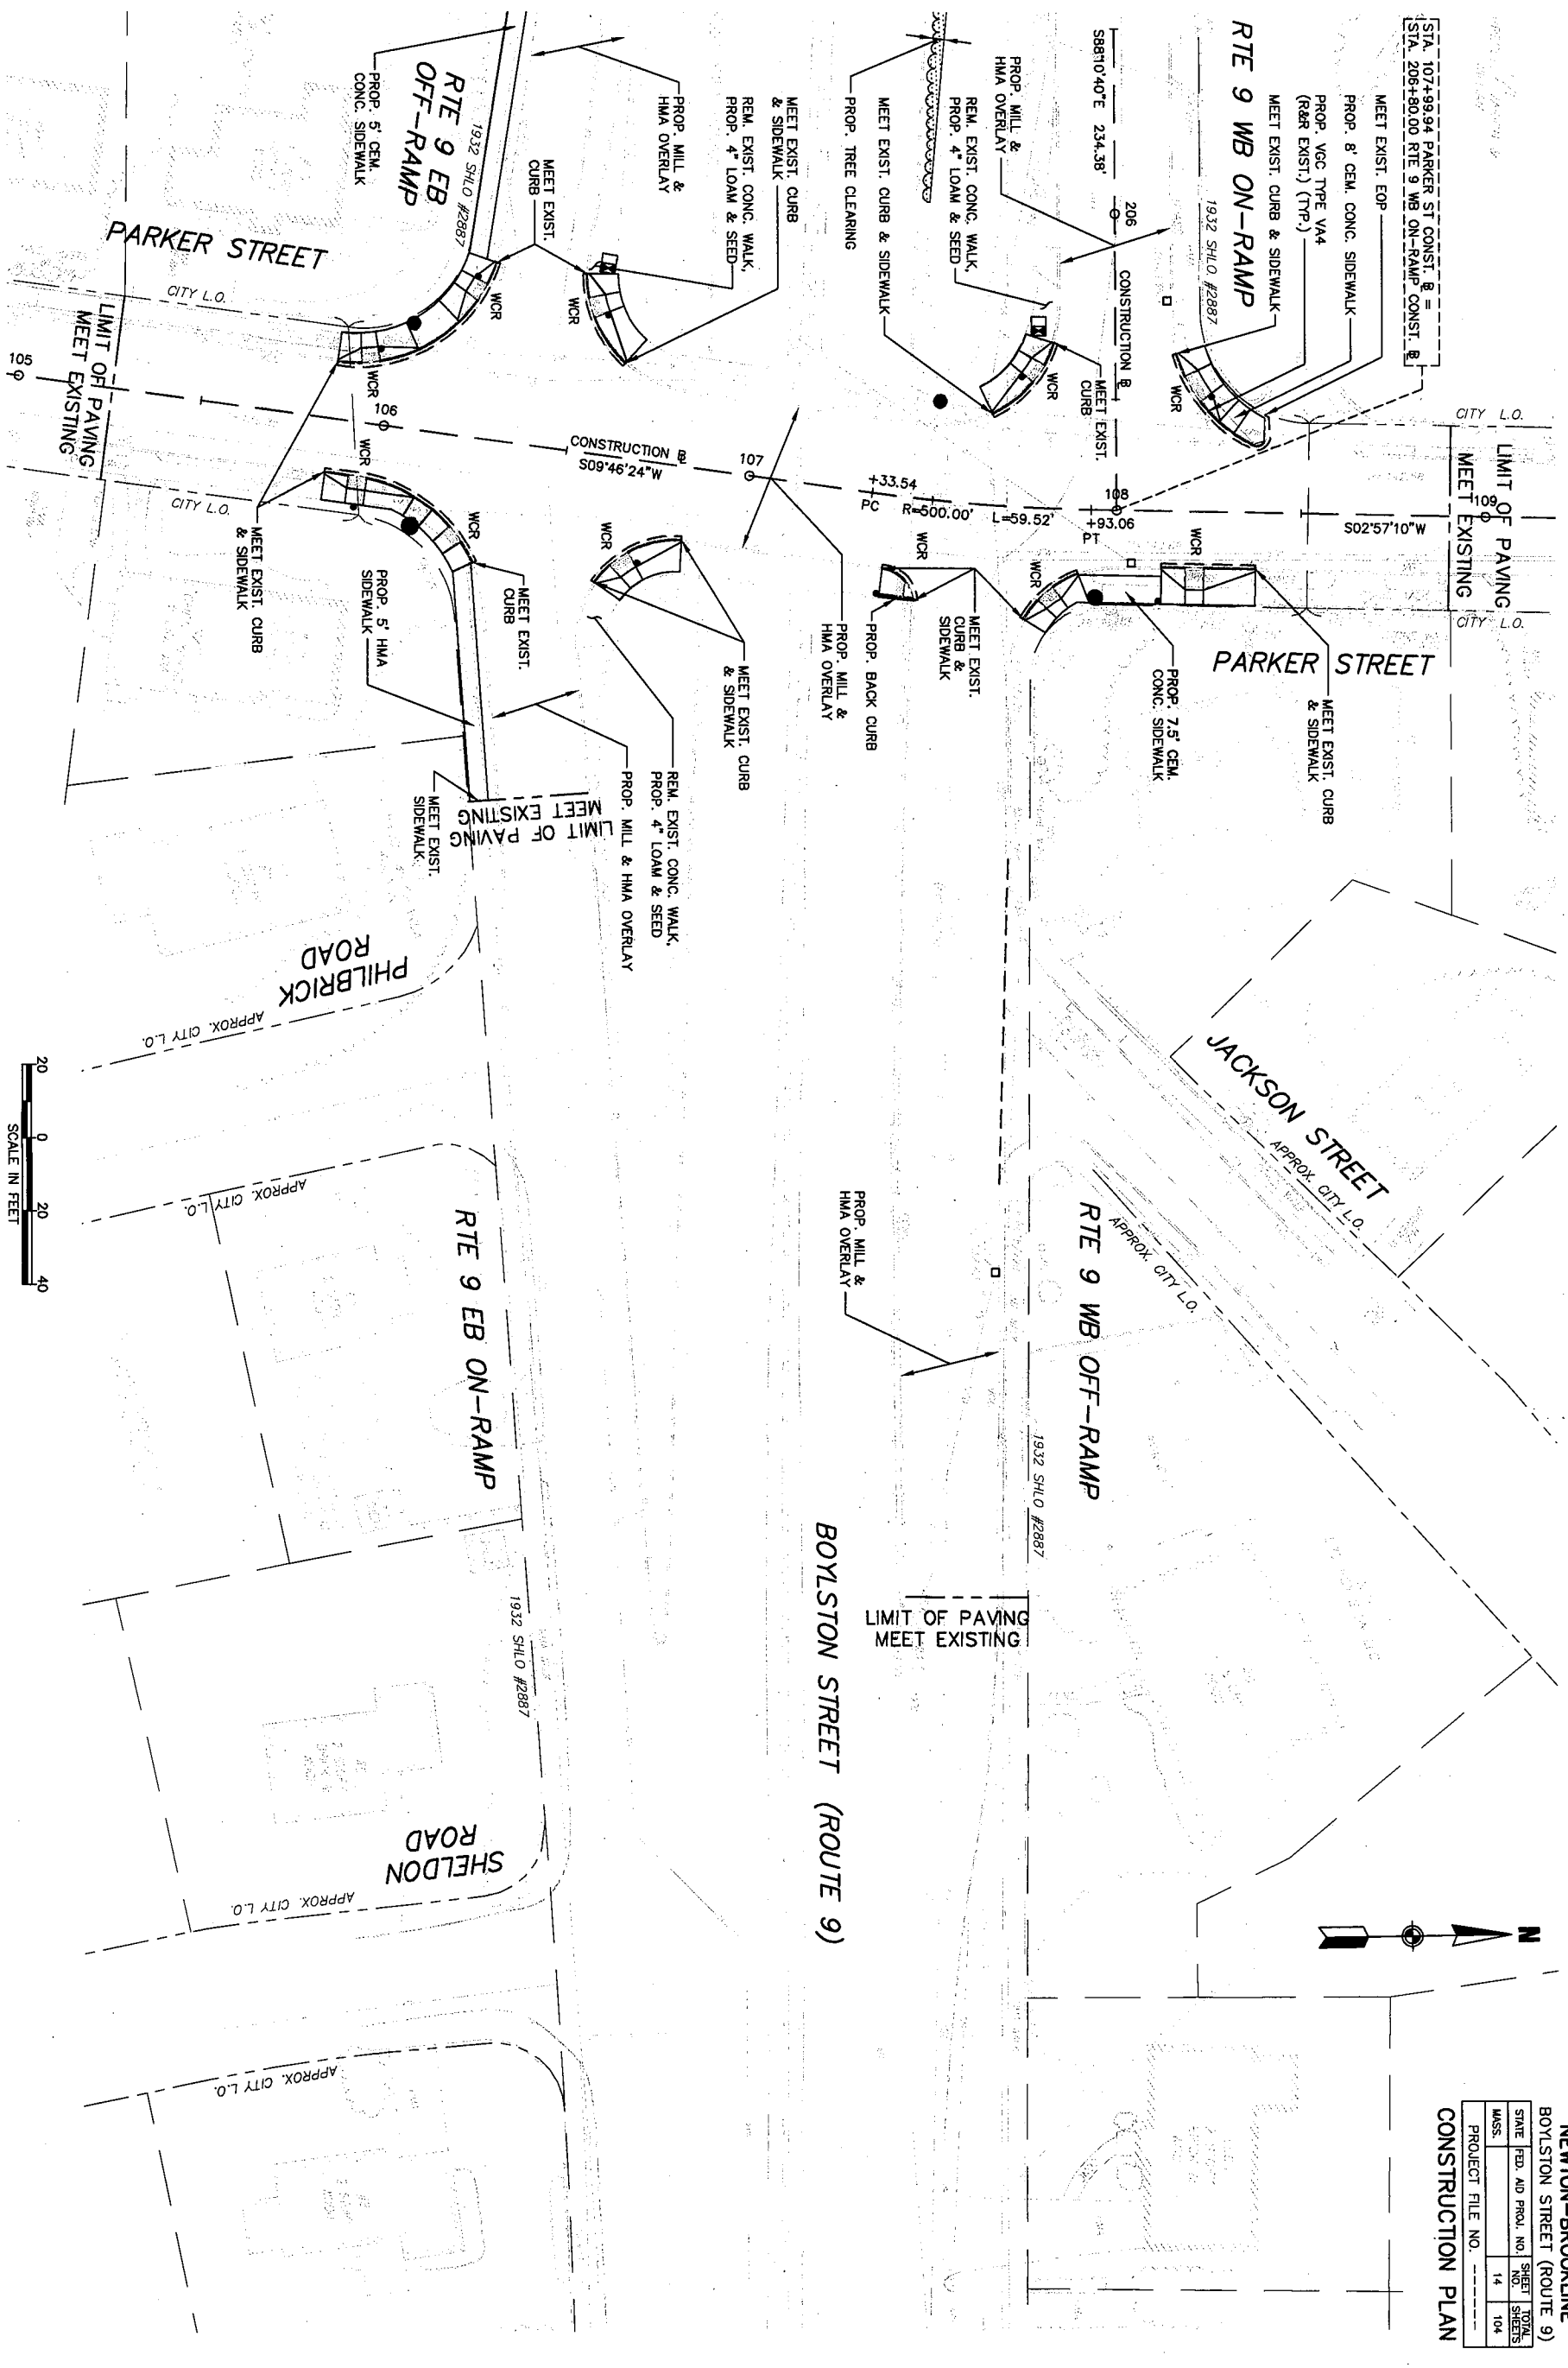 NEWTON-BROOKLINE
BOYLSTON STREET (ROUTE 9)
STATE
FED. AID PROJ. NO.
SHEET NO.
TOTAL SHEETS
MASS.
14
104
PROJECT FILE NO. -------
CONSTRUCTION PLAN
N
STA. 107+99.94 PARKER ST CONST. ℄ =
STA. 206+80.00 RTE 9 WB ON-RAMP CONST. ℄
MEET EXIST. EOP
PROP. 8' CEM. CONC. SIDEWALK
PROP. VGC TYPE VA4
(R&R EXIST.) (TYP.)
MEET EXIST. CURB & SIDEWALK
RTE 9 WB ON-RAMP
1932 SHLO #2887
206
CONSTRUCTION ℄
S88°10'40"E 234.38'
PROP. MILL &
HMA OVERLAY
REM. EXIST. CONC. WALK,
PROP. 4" LOAM & SEED
MEET EXIST. CURB & SIDEWALK
PROP. TREE CLEARING
MEET EXIST.
CURB
WCR
WCR
CITY L.O.
LIMIT OF PAVING
MEET EXISTING
109
S02°57'10"W
CITY L.O.
PARKER STREET
MEET EXIST. CURB
& SIDEWALK
PROP. 7.5' CEM.
CONC. SIDEWALK
WCR
WCR
WCR
108
+93.06
PT
L=59.52'
R=500.00'
+33.54
PC
MEET EXIST.
CURB &
SIDEWALK
PROP. BACK CURB
PROP. MILL &
HMA OVERLAY
107
CONSTRUCTION ℄
S09°46'24"W
MEET EXIST. CURB
& SIDEWALK
REM. EXIST. CONC. WALK,
PROP. 4" LOAM & SEED
PROP. MILL &
HMA OVERLAY
MEET EXIST.
CURB
WCR
WCR
WCR
RTE 9 EB
OFF-RAMP
1932 SHLO #2887
PROP. 5' CEM.
CONC. SIDEWALK
PARKER STREET
CITY L.O.
LIMIT OF PAVING
MEET EXISTING
105
106
CITY L.O.
MEET EXIST. CURB
& SIDEWALK
WCR
WCR
WCR
MEET EXIST.
CURB
PROP. 5' HMA
SIDEWALK
MEET EXIST. CURB
& SIDEWALK
REM. EXIST. CONC. WALK,
PROP. 4" LOAM & SEED
PROP. MILL & HMA OVERLAY
LIMIT OF PAVING
MEET EXISTING
MEET EXIST.
SIDEWALK
PHILBRICK
ROAD
APPROX. CITY L.O.
APPROX. CITY L.O.
JACKSON STREET
APPROX. CITY L.O.
APPROX. CITY L.O.
RTE 9 WB OFF-RAMP
PROP. MILL &
HMA OVERLAY
1932 SHLO #2887
LIMIT OF PAVING
MEET EXISTING
BOYLSTON STREET (ROUTE 9)
RTE 9 EB ON-RAMP
1932 SHLO #2887
SHELDON
ROAD
APPROX. CITY L.O.
APPROX. CITY L.O.
20 0 20 40
SCALE IN FEET